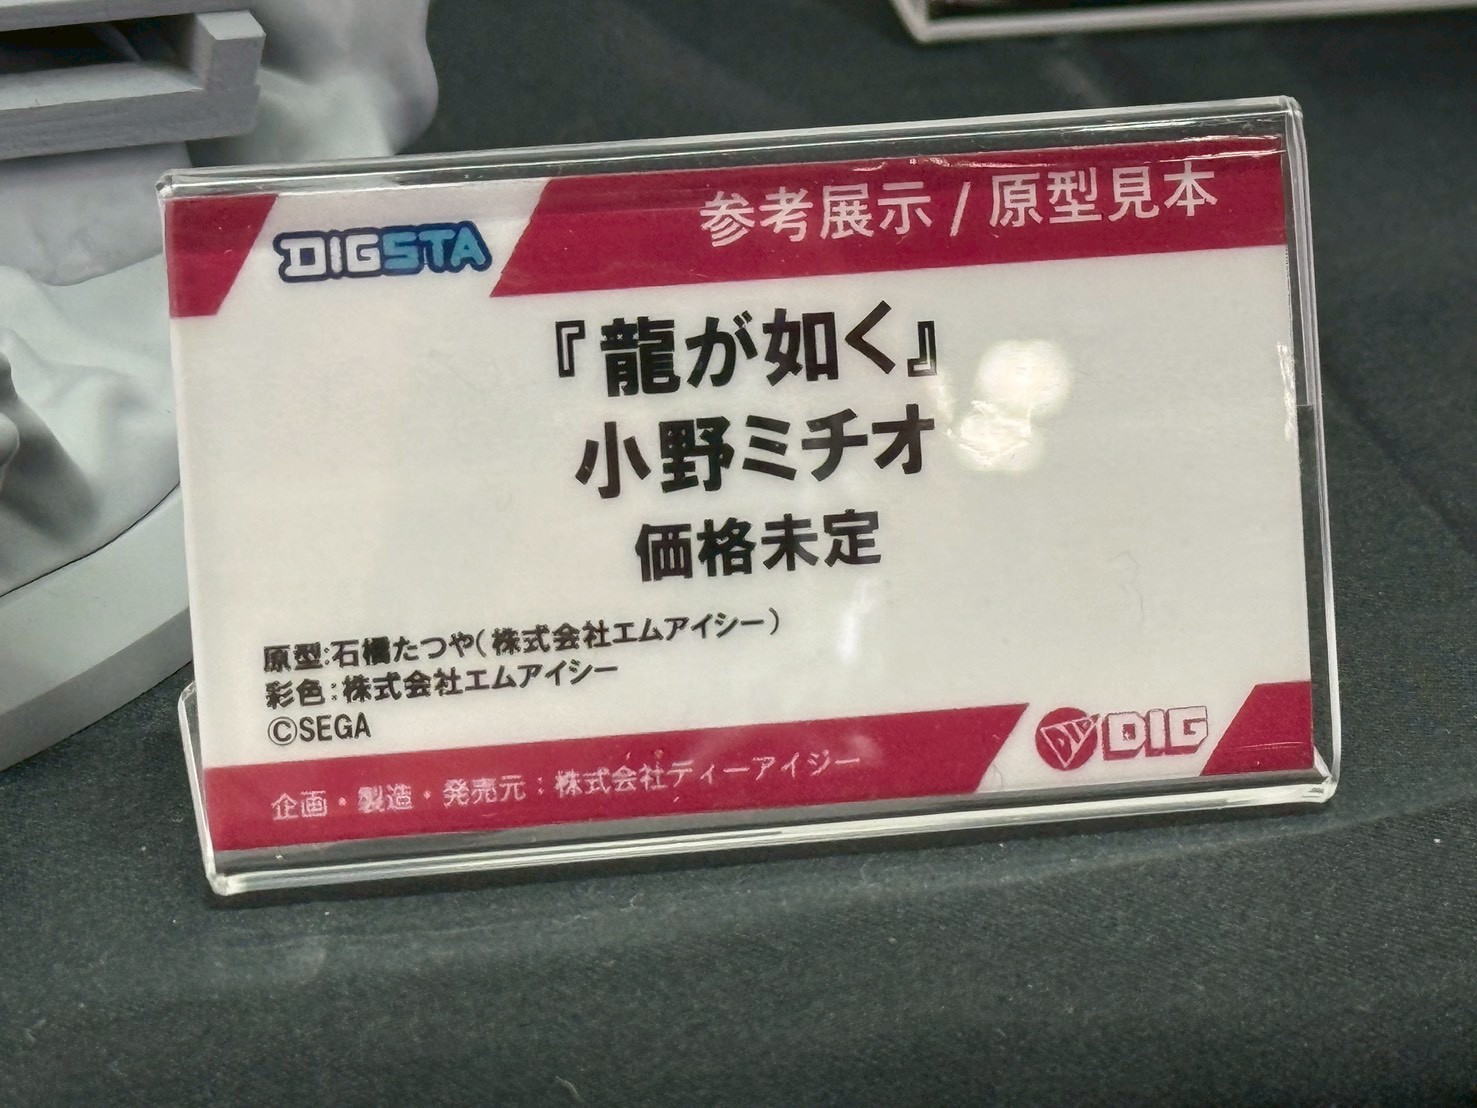 DIGSTA
参考展示 / 原型見本
『龍が如く』
小野ミチオ
価格未定
原型:石橋たつや(株式会社エムアイシー)
彩色:株式会社エムアイシー
©SEGA
DIG DIG
企画・製造・発売元:株式会社ディーアイジー